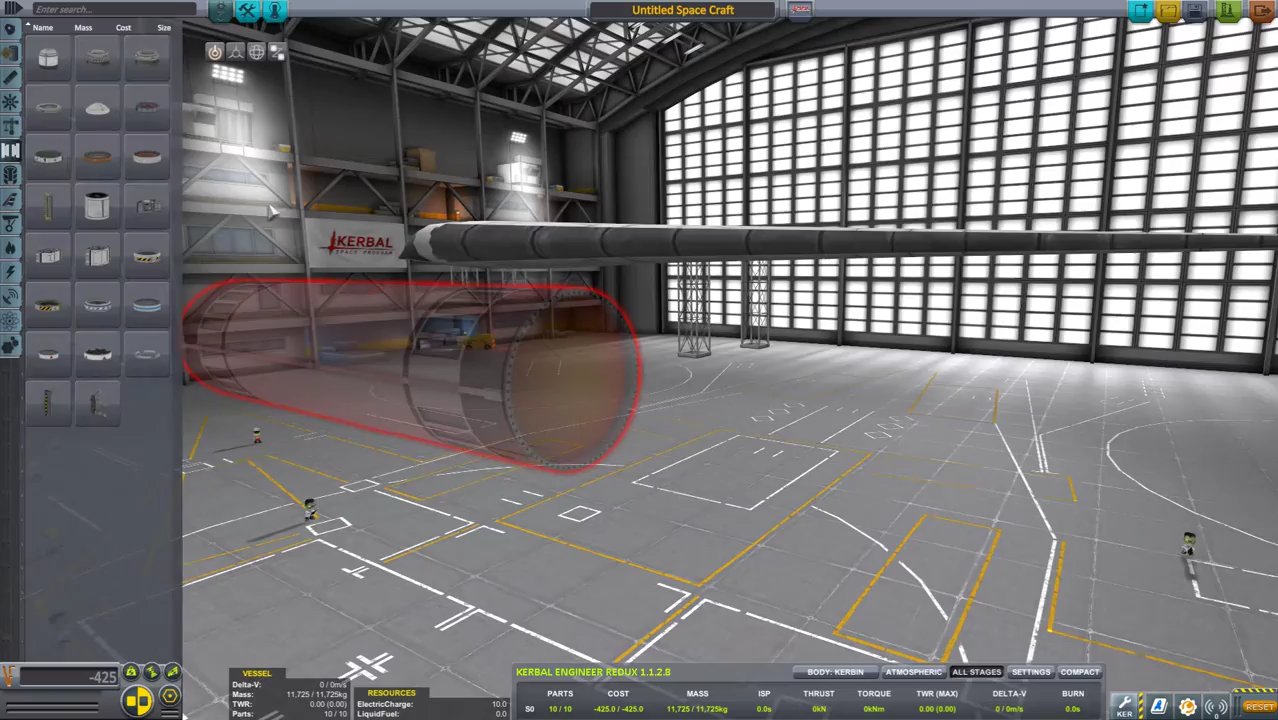 Enter search...
Untitled Space Craft
Name Mass Cost Size
KERBAL
SPACE PROGRAM
-425
VESSEL
Delta-V: 0 / 0m/s
Mass: 11,725 / 11,725kg
TWR: 0.00 (0.00)
Parts: 10 / 10
RESOURCES
ElectricCharge: 10.0
LiquidFuel: 0.0
KERBAL ENGINEER REDUX 1.1.2.8
BODY: KERBIN ATMOSPHERIC ALL STAGES SETTINGS COMPACT
PARTS COST MASS ISP THRUST TORQUE TWR (MAX) DELTA-V BURN
S0 10 / 10 -425.0 / -425.0 11,725 / 11,725kg 0.0s 0kN 0kNm 0.00 (0.00) 0 / 0m/s 0.0s
KER
RESET